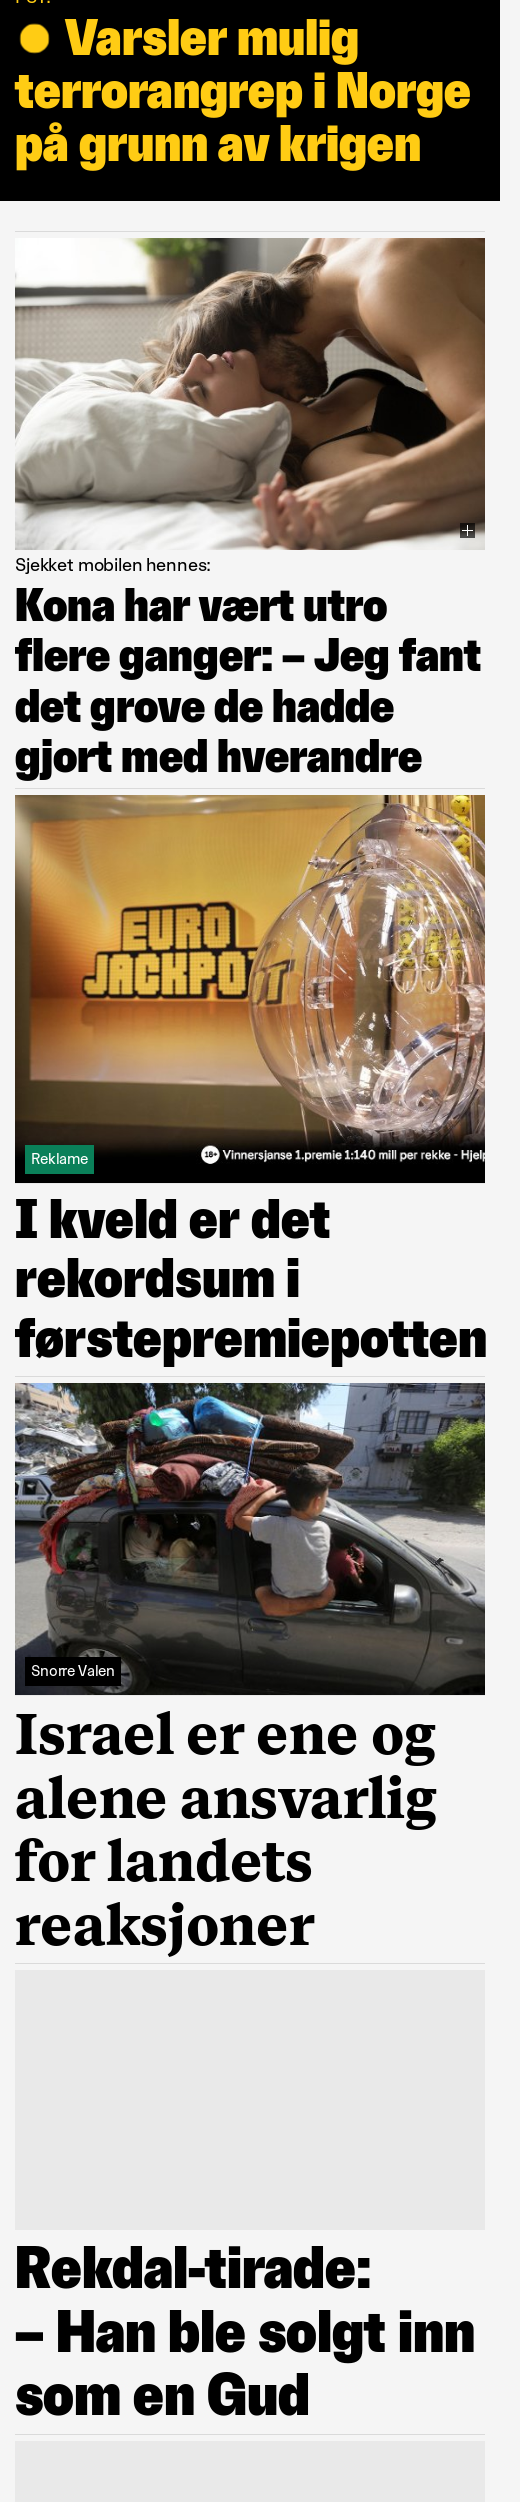 Varsler mulig
terrorangrep i Norge
på grunn av krigen
Sjekket mobilen hennes:
Kona har vært utro
flere ganger: – Jeg fant
det grove de hadde
gjort med hverandre
EURO
JACKPOT
Reklame
18+ Vinnersjanse 1.premie 1:140 mill per rekke - Hjelp
I kveld er det
rekordsum i
førstepremiepotten
Snorre Valen
Israel er ene og
alene ansvarlig
for landets
reaksjoner
Rekdal-tirade:
– Han ble solgt inn
som en Gud